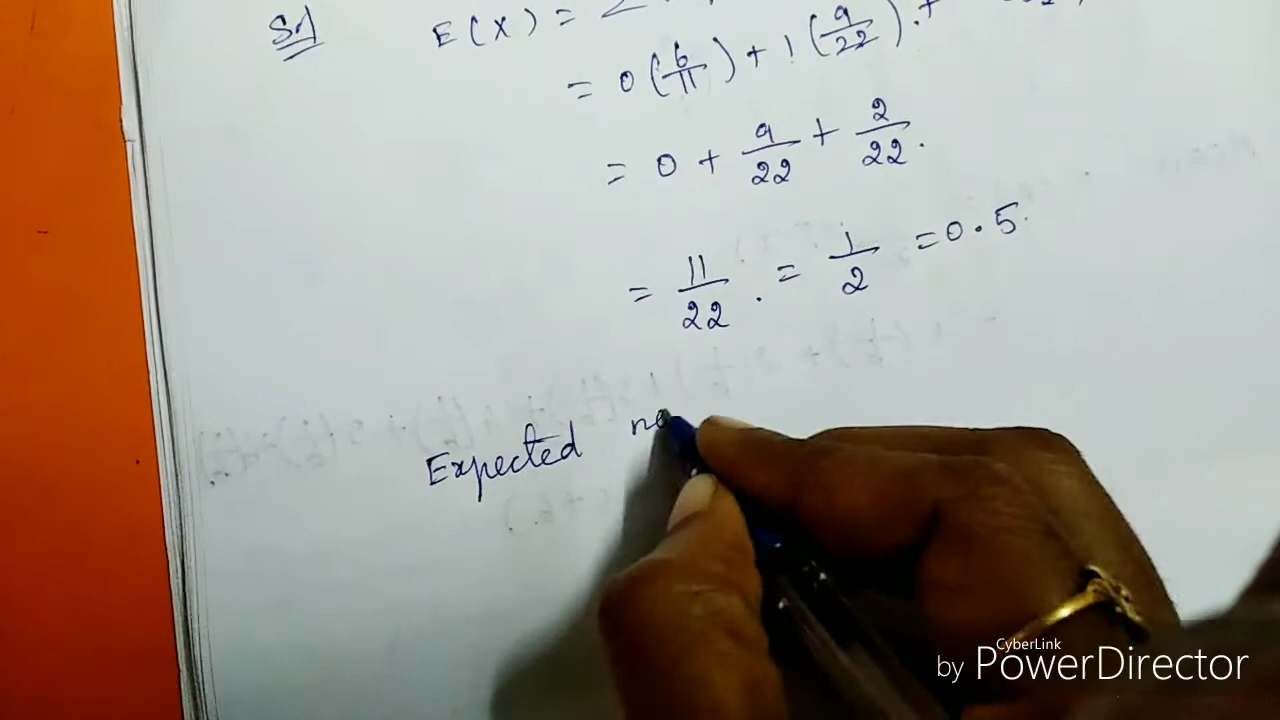 Sol E(X) = Σ
= 0 (6/11) + 1 (9/22) +
= 0 + 9/22 + 2/22.
= 11/22 . = 1/2 = 0.5
Expected no
by CyberLink PowerDirector